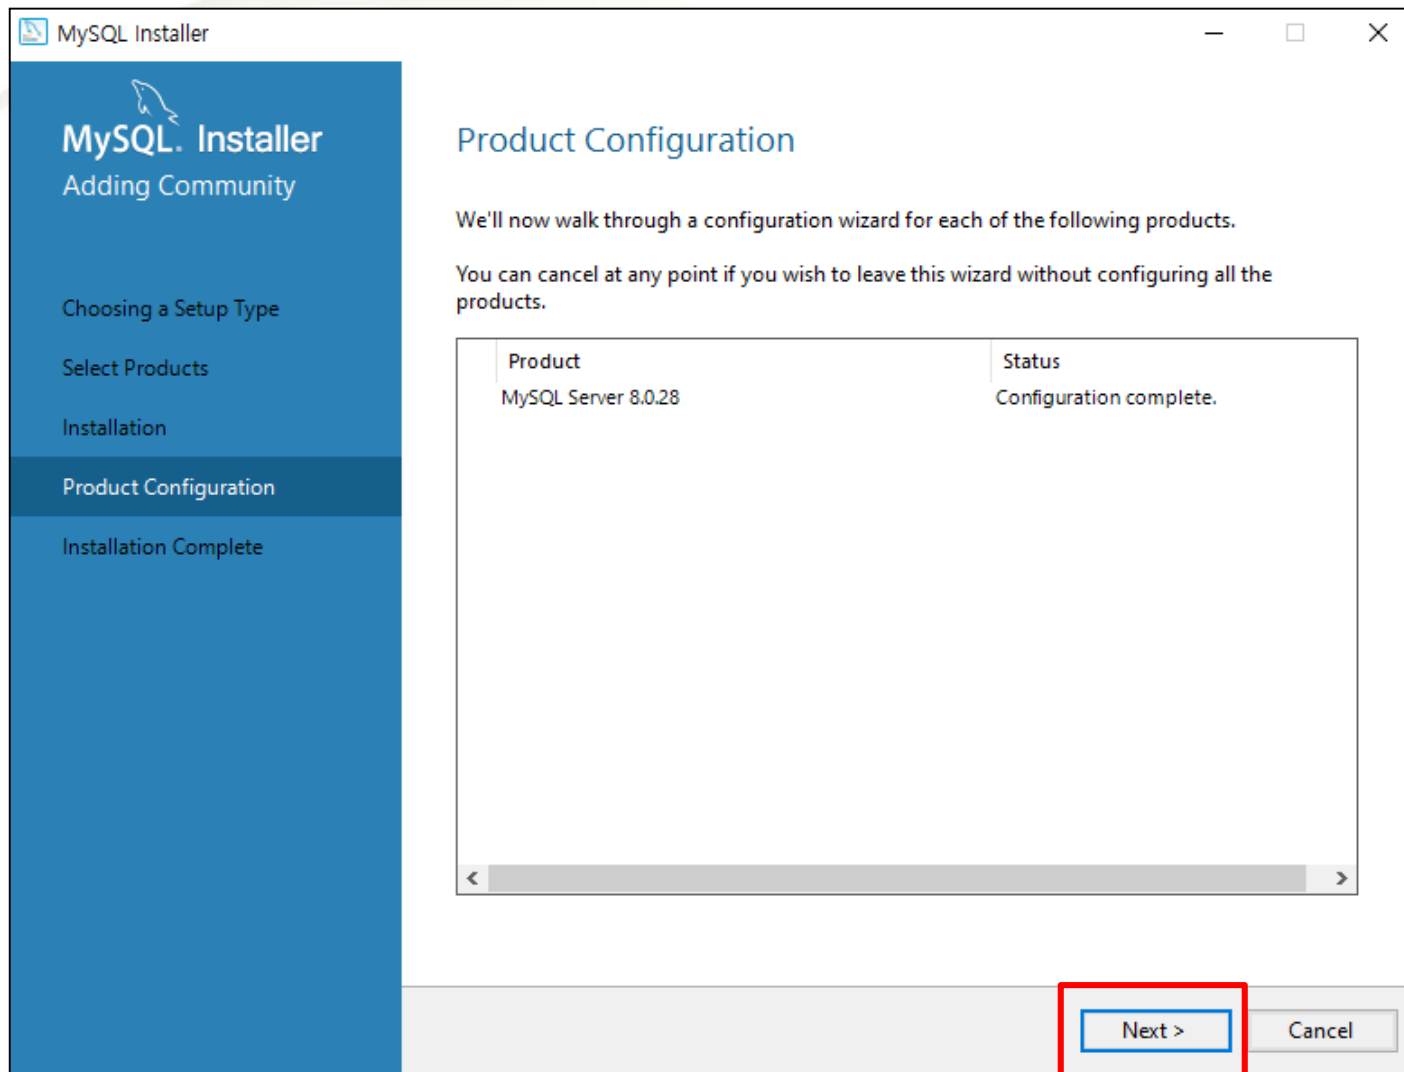 MySQL Installer
MySQL. Installer
Adding Community
Choosing a Setup Type
Select Products
Installation
Product Configuration
Installation Complete
Product Configuration
We'll now walk through a configuration wizard for each of the following products.
You can cancel at any point if you wish to leave this wizard without configuring all the
products.
Product Status
MySQL Server 8.0.28 Configuration complete.
Next > Cancel